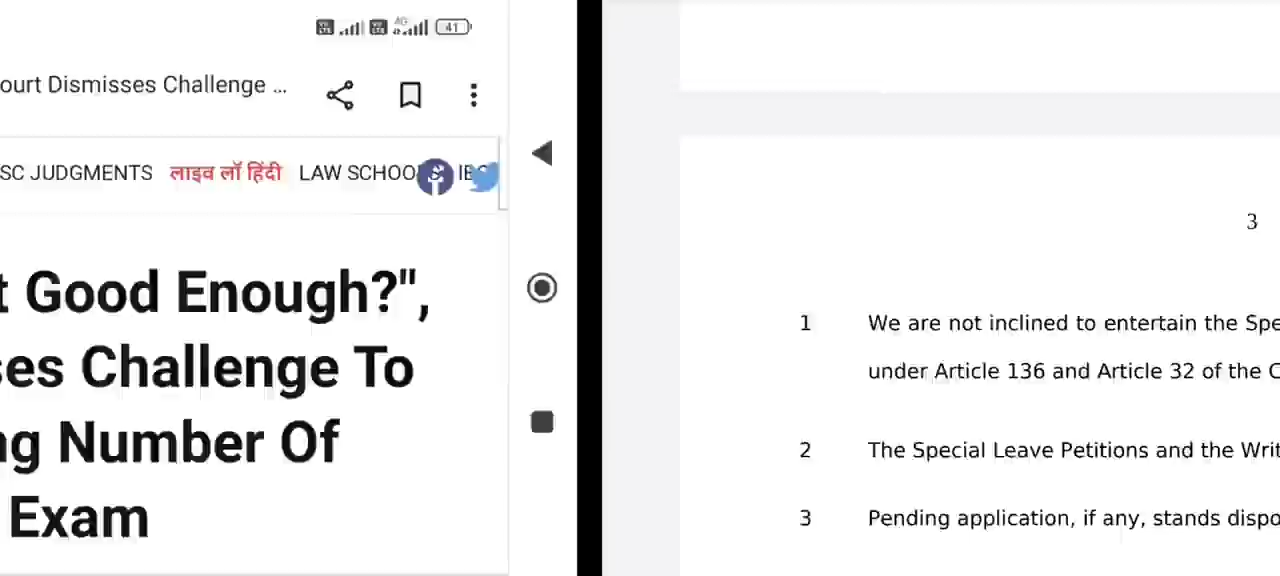 4G
41
ourt Dismisses Challenge ...
SC JUDGMENTS लाइव लॉ हिंदी LAW SCHOO
t Good Enough?",
ses Challenge To
ng Number Of
Exam
3
1 We are not inclined to entertain the Spe
under Article 136 and Article 32 of the C
2 The Special Leave Petitions and the Writ
3 Pending application, if any, stands dispo